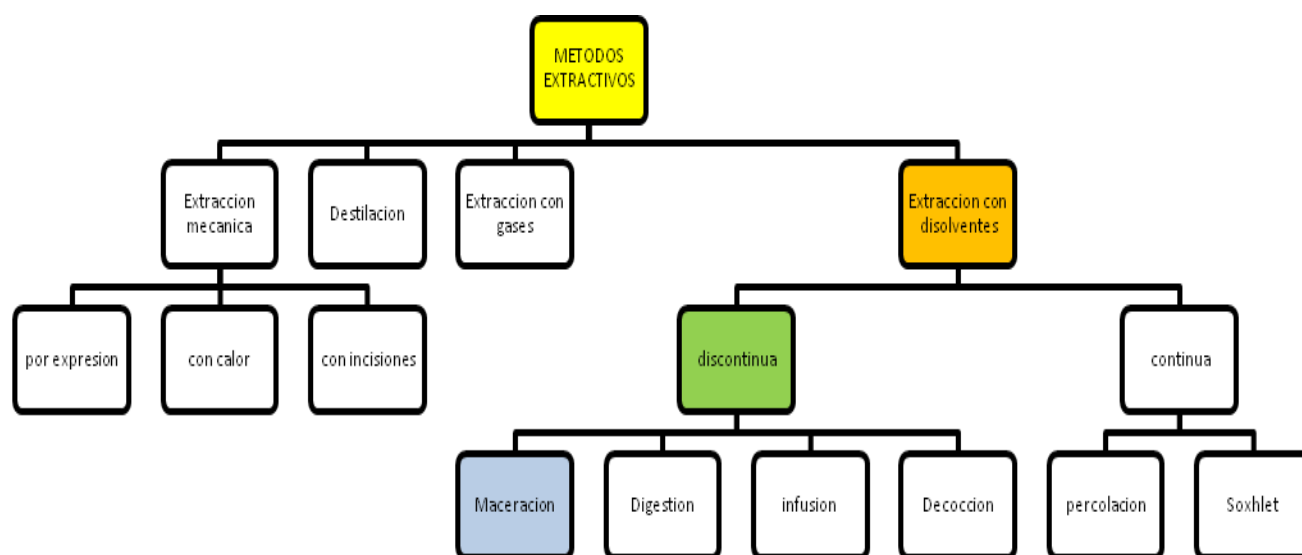 METODOS
EXTRACTIVOS
Extraccion
mecanica
Destilacion
Extraccion con
gases
Extraccion con
disolventes
por expresion
con calor
con incisiones
discontinua
continua
Maceracion
Digestion
infusion
Decoccion
percolacion
Soxhlet